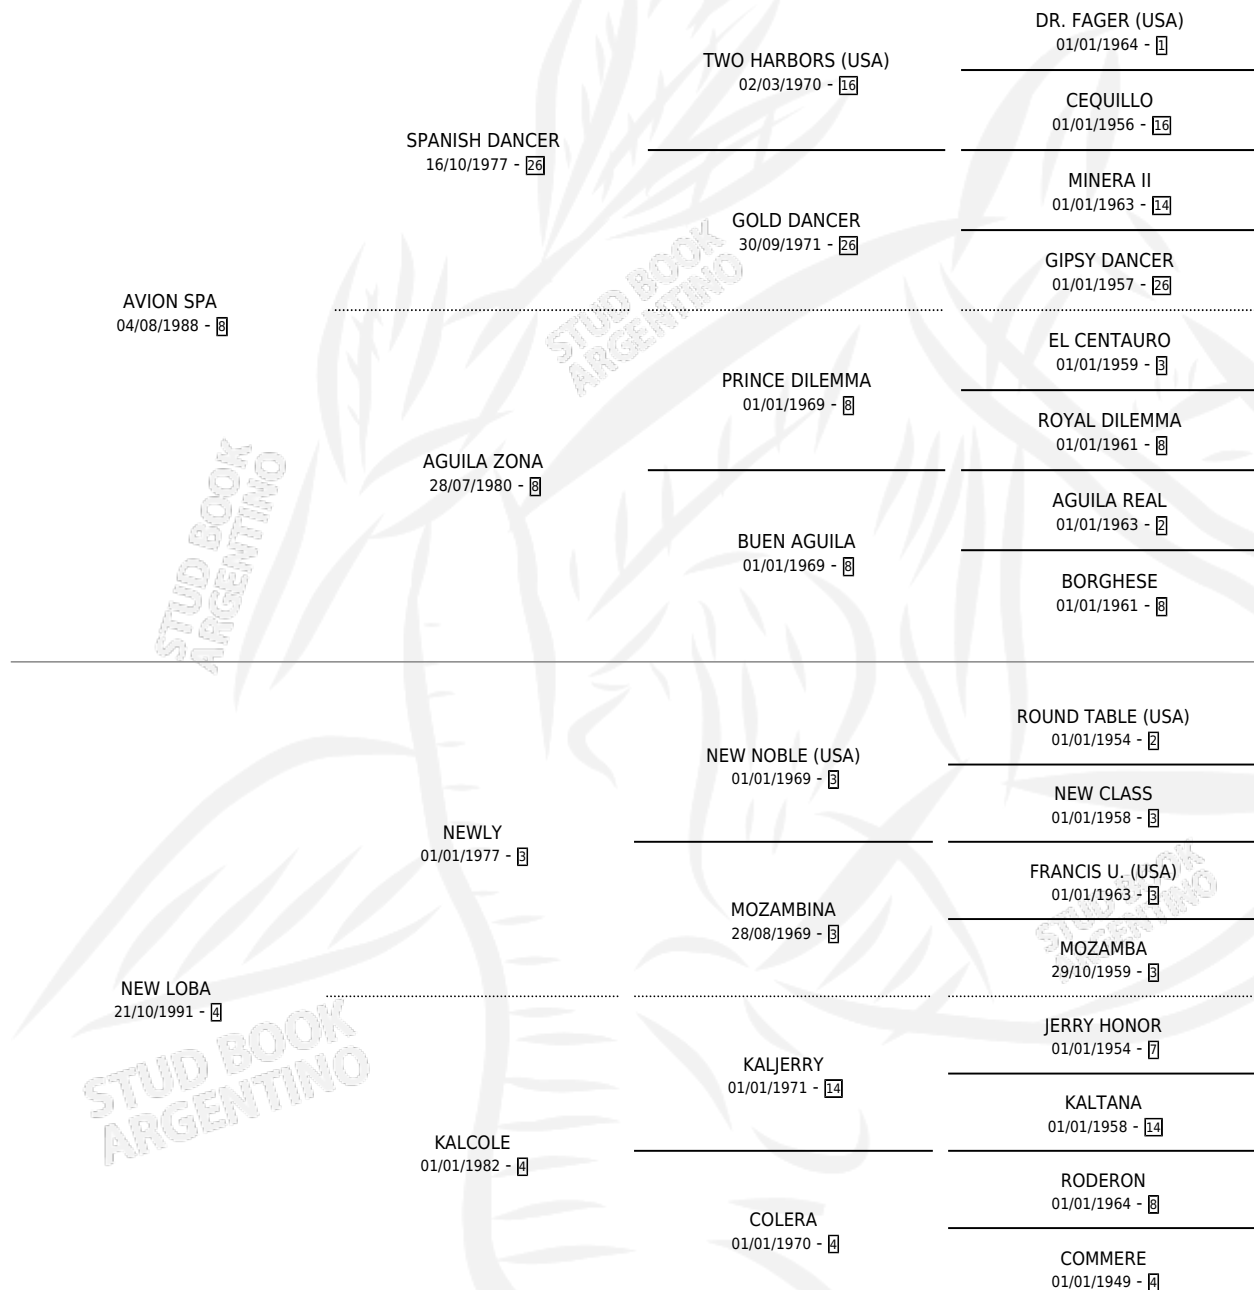 DR. FAGER (USA)
01/01/1964 - 1
TWO HARBORS (USA)
02/03/1970 - 16
CEQUILLO
01/01/1956 - 16
SPANISH DANCER
16/10/1977 - 26
MINERA II
01/01/1963 - 14
GOLD DANCER
30/09/1971 - 26
GIPSY DANCER
01/01/1957 - 26
AVION SPA
04/08/1988 - 8
EL CENTAURO
01/01/1959 - 3
PRINCE DILEMMA
01/01/1969 - 8
ROYAL DILEMMA
01/01/1961 - 8
AGUILA ZONA
28/07/1980 - 8
AGUILA REAL
01/01/1963 - 2
BUEN AGUILA
01/01/1969 - 8
BORGHESE
01/01/1961 - 8
ROUND TABLE (USA)
01/01/1954 - 2
NEW NOBLE (USA)
01/01/1969 - 3
NEW CLASS
01/01/1958 - 3
NEWLY
01/01/1977 - 3
FRANCIS U. (USA)
01/01/1963 - 3
MOZAMBINA
28/08/1969 - 3
MOZAMBA
29/10/1959 - 3
NEW LOBA
21/10/1991 - 4
JERRY HONOR
01/01/1954 - 7
KALJERRY
01/01/1971 - 14
KALTANA
01/01/1958 - 14
KALCOLE
01/01/1982 - 4
RODERON
01/01/1964 - 8
COLERA
01/01/1970 - 4
COMMERE
01/01/1949 - 4
STUD BOOK
ARGENTINO
STUD BOOK
ARGENTINO
STUD BOOK
ARGENTINO
STUD BOOK
ARGENTINO